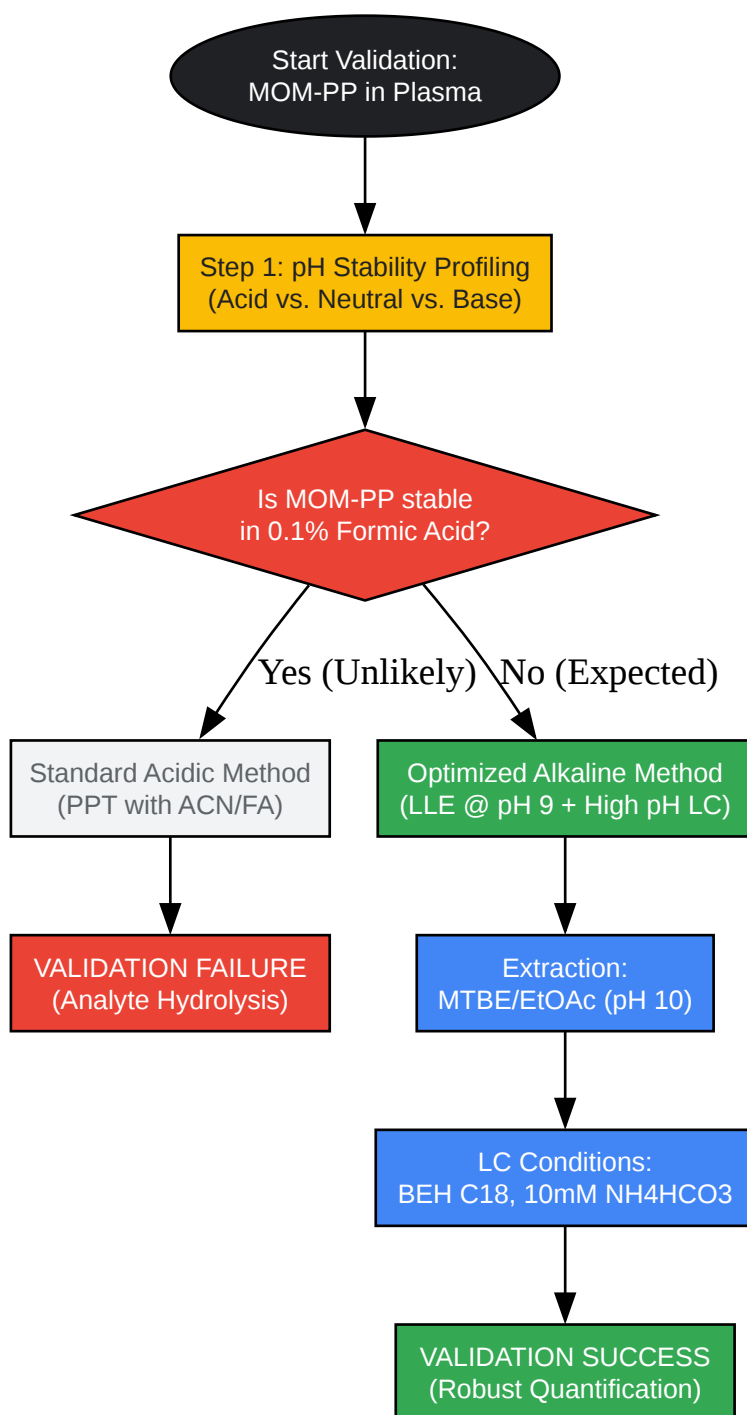 Start Validation:
MOM-PP in Plasma
Step 1: pH Stability Profiling
(Acid vs. Neutral vs. Base)
Is MOM-PP stable
in 0.1% Formic Acid?
Yes (Unlikely)
No (Expected)
Standard Acidic Method
(PPT with ACN/FA)
Optimized Alkaline Method
(LLE @ pH 9 + High pH LC)
VALIDATION FAILURE
(Analyte Hydrolysis)
Extraction:
MTBE/EtOAc (pH 10)
LC Conditions:
BEH C18, 10mM NH4HCO3
VALIDATION SUCCESS
(Robust Quantification)